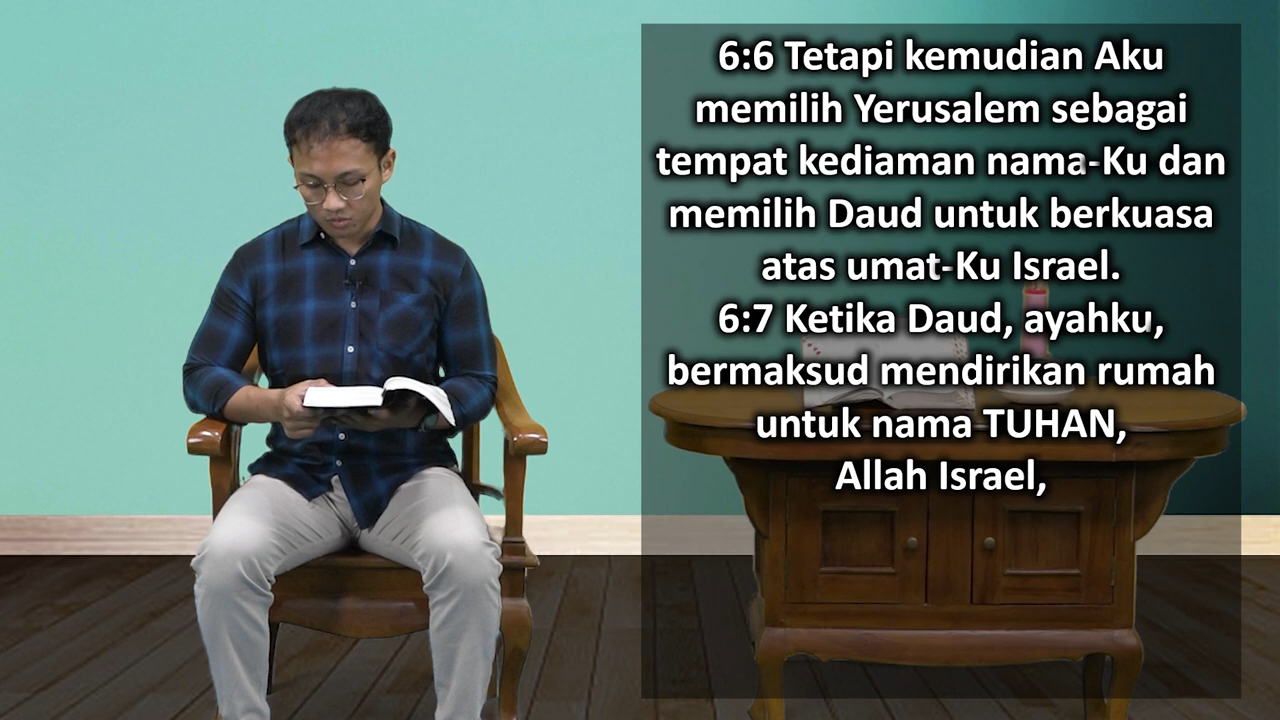 6:6 Tetapi kemudian Aku
memilih Yerusalem sebagai
tempat kediaman nama-Ku dan
memilih Daud untuk berkuasa
atas umat-Ku Israel.
6:7 Ketika Daud, ayahku,
bermaksud mendirikan rumah
untuk nama TUHAN,
Allah Israel,